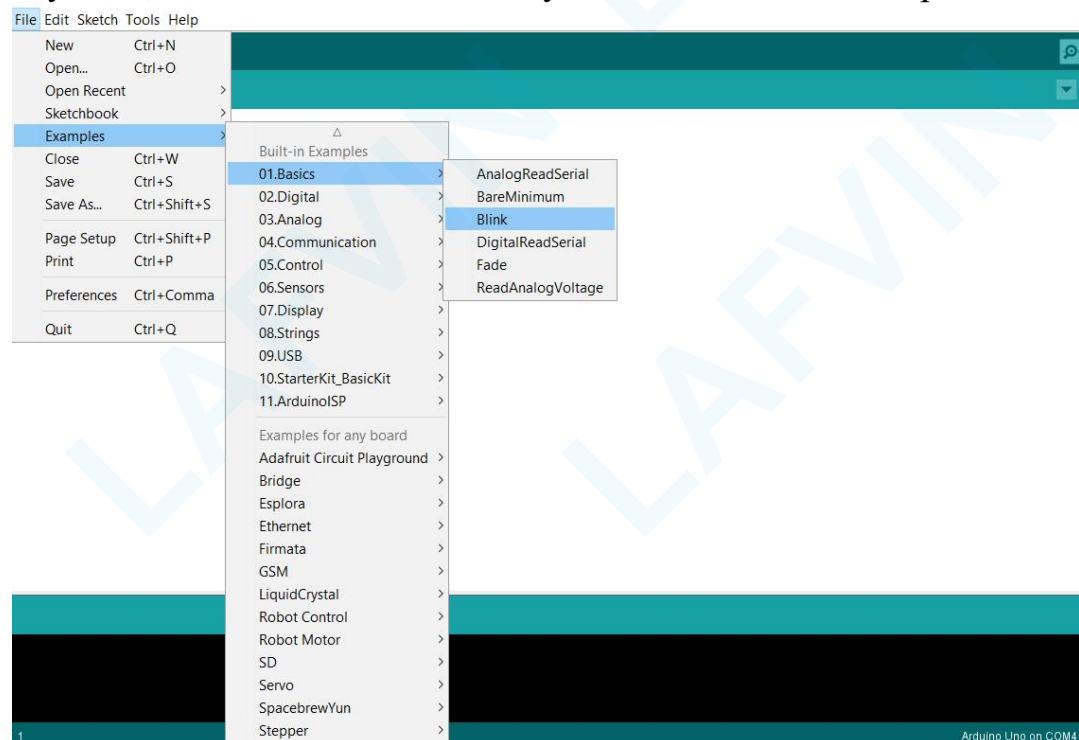 File Edit Sketch Tools Help
New Ctrl+N
Open... Ctrl+O
Open Recent >
Sketchbook >
Examples >
Close Ctrl+W
Save Ctrl+S
Save As... Ctrl+Shift+S
Page Setup Ctrl+Shift+P
Print Ctrl+P
Preferences Ctrl+Comma
Quit Ctrl+Q
Built-in Examples
01.Basics >
02.Digital >
03.Analog >
04.Communication >
05.Control >
06.Sensors >
07.Display >
08.Strings >
09.USB >
10.StarterKit_BasicKit >
11.ArduinoISP >
Examples for any board
Adafruit Circuit Playground >
Bridge >
Esplora >
Ethernet >
Firmata >
GSM >
LiquidCrystal >
Robot Control >
Robot Motor >
SD >
Servo >
SpacebrewYun >
Stepper >
AnalogReadSerial
BareMinimum
Blink
DigitalReadSerial
Fade
ReadAnalogVoltage
1
Arduino Uno on COM4
LAFVIN
LAFVIN